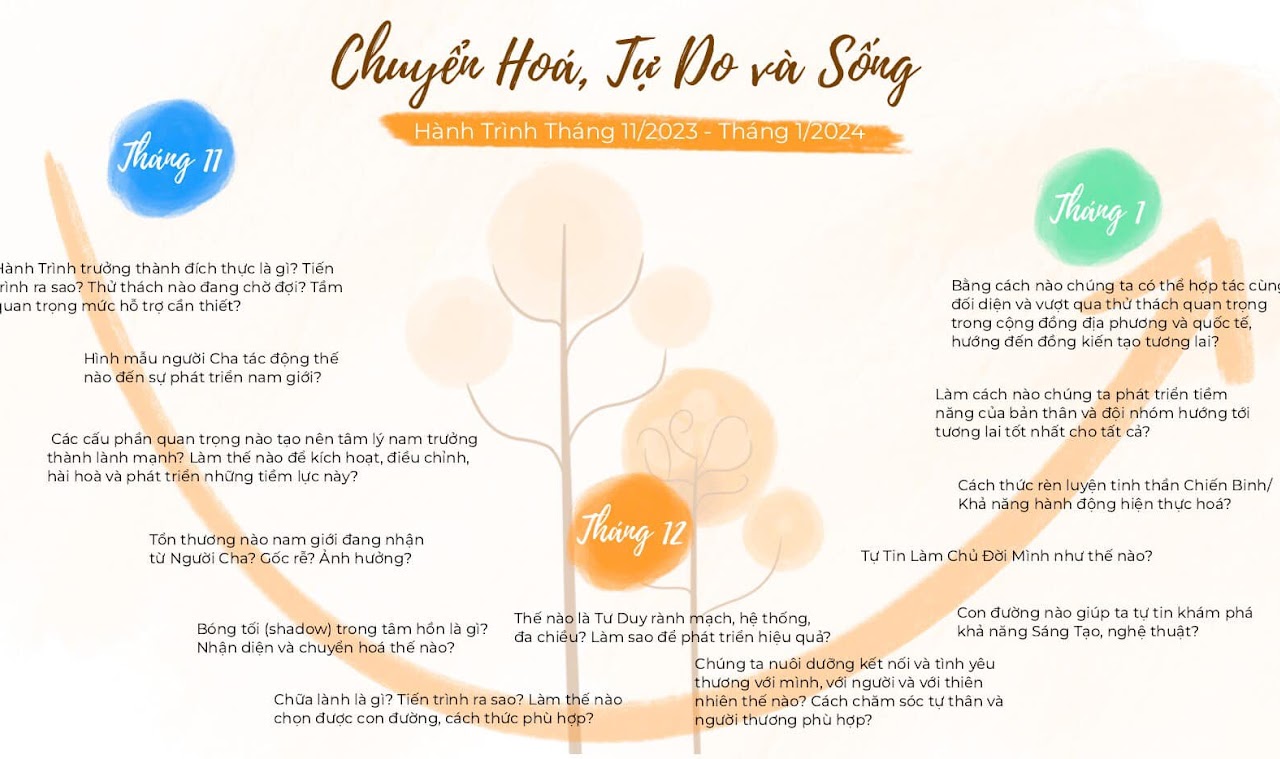 Chuyển Hoá, Tự Do và Sống
Hành Trình Tháng 11/2023 - Tháng 1/2024
Tháng 11
Hành Trình trưởng thành đích thực là gì? Tiến
trình ra sao? Thử thách nào đang chờ đợi? Tầm
quan trọng mức hỗ trợ cần thiết?
Hình mẫu người Cha tác động thế
nào đến sự phát triển nam giới?
Các cấu phần quan trọng nào tạo nên tâm lý nam trưởng
thành lành mạnh? Làm thế nào để kích hoạt, điều chỉnh,
hài hoà và phát triển những tiềm lực này?
Tổn thương nào nam giới đang nhận
từ Người Cha? Gốc rễ? Ảnh hưởng?
Bóng tối (shadow) trong tâm hồn là gì?
Nhận diện và chuyển hoá thế nào?
Chữa lành là gì? Tiến trình ra sao? Làm thế nào
chọn được con đường, cách thức phù hợp?
Tháng 12
Thế nào là Tư Duy rành mạch, hệ thống,
đa chiều? Làm sao để phát triển hiệu quả?
Chúng ta nuôi dưỡng kết nối và tình yêu
thương với mình, với người và với thiên
nhiên thế nào? Cách chăm sóc tự thân và
người thương phù hợp?
Tháng 1
Bằng cách nào chúng ta có thể hợp tác cùng
đối diện và vượt qua thử thách quan trọng
trong cộng đồng địa phương và quốc tế,
hướng đến đồng kiến tạo tương lai?
Làm cách nào chúng ta phát triển tiềm
năng của bản thân và đội nhóm hướng tới
tương lai tốt nhất cho tất cả?
Cách thức rèn luyện tinh thần Chiến Binh/
Khả năng hành động hiện thực hoá?
Tự Tin Làm Chủ Đời Mình như thế nào?
Con đường nào giúp ta tự tin khám phá
khả năng Sáng Tạo, nghệ thuật?